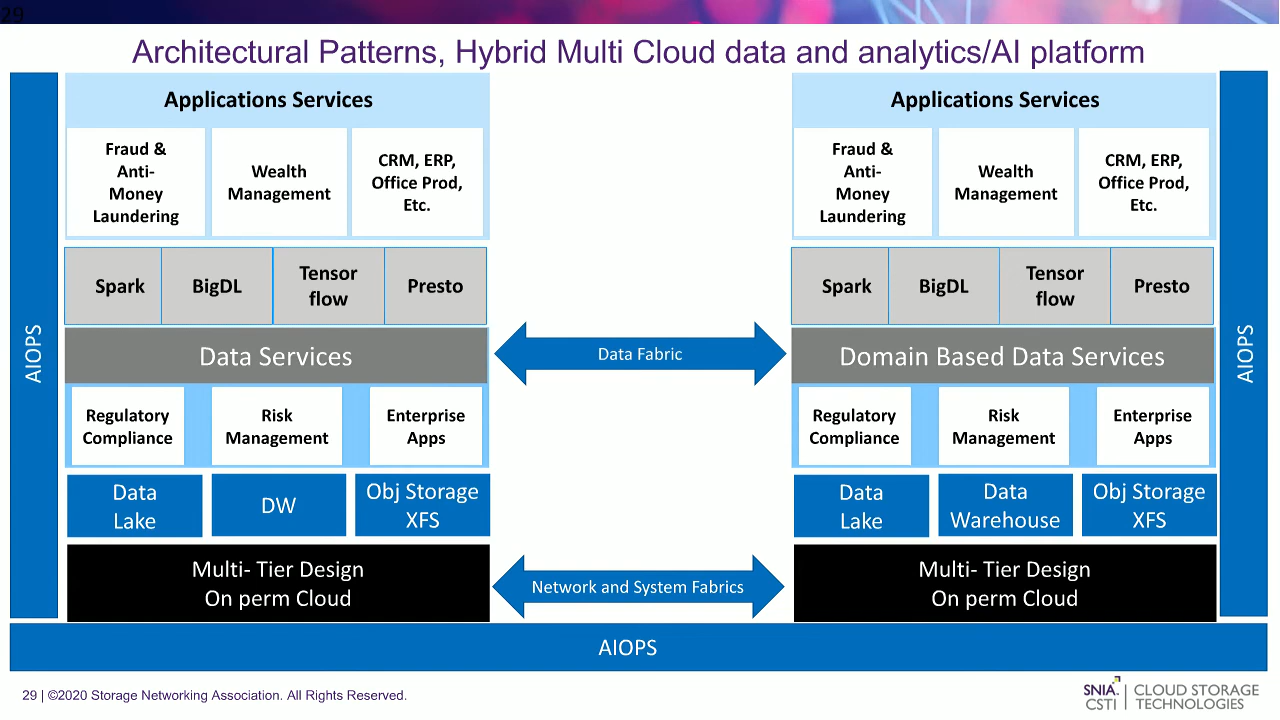 29
Architectural Patterns, Hybrid Multi Cloud data and analytics/AI platform
AIOPS
Applications Services
Fraud &
Anti-
Money
Laundering
Wealth
Management
CRM, ERP,
Office Prod,
Etc.
Spark
BigDL
Tensor
flow
Presto
Data Services
Regulatory
Compliance
Risk
Management
Enterprise
Apps
Data
Lake
DW
Obj Storage
XFS
Multi- Tier Design
On perm Cloud
Data Fabric
Network and System Fabrics
Applications Services
Fraud &
Anti-
Money
Laundering
Wealth
Management
CRM, ERP,
Office Prod,
Etc.
Spark
BigDL
Tensor
flow
Presto
Domain Based Data Services
Regulatory
Compliance
Risk
Management
Enterprise
Apps
Data
Lake
Data
Warehouse
Obj Storage
XFS
Multi- Tier Design
On perm Cloud
AIOPS
AIOPS
29 | ©2020 Storage Networking Association. All Rights Reserved.
SNIA.
CSTI
CLOUD STORAGE
TECHNOLOGIES